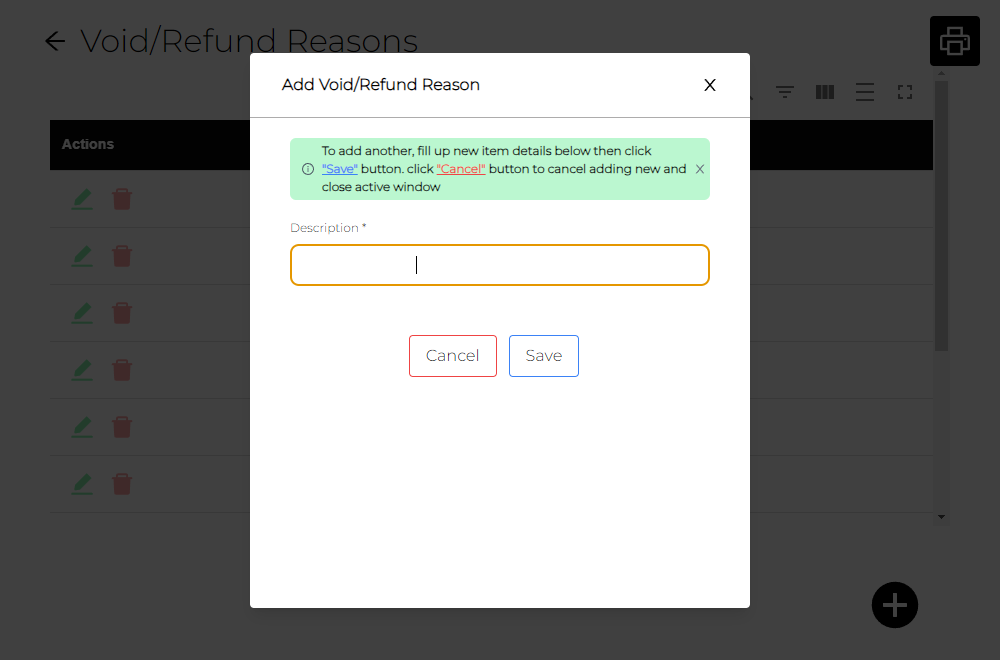 Void/Refund Reasons
Add Void/Refund Reason
X
Actions
To add another, fill up new item details below then click
"Save" button. click "Cancel" button to cancel adding new and
close active window
Description *
Cancel
Save